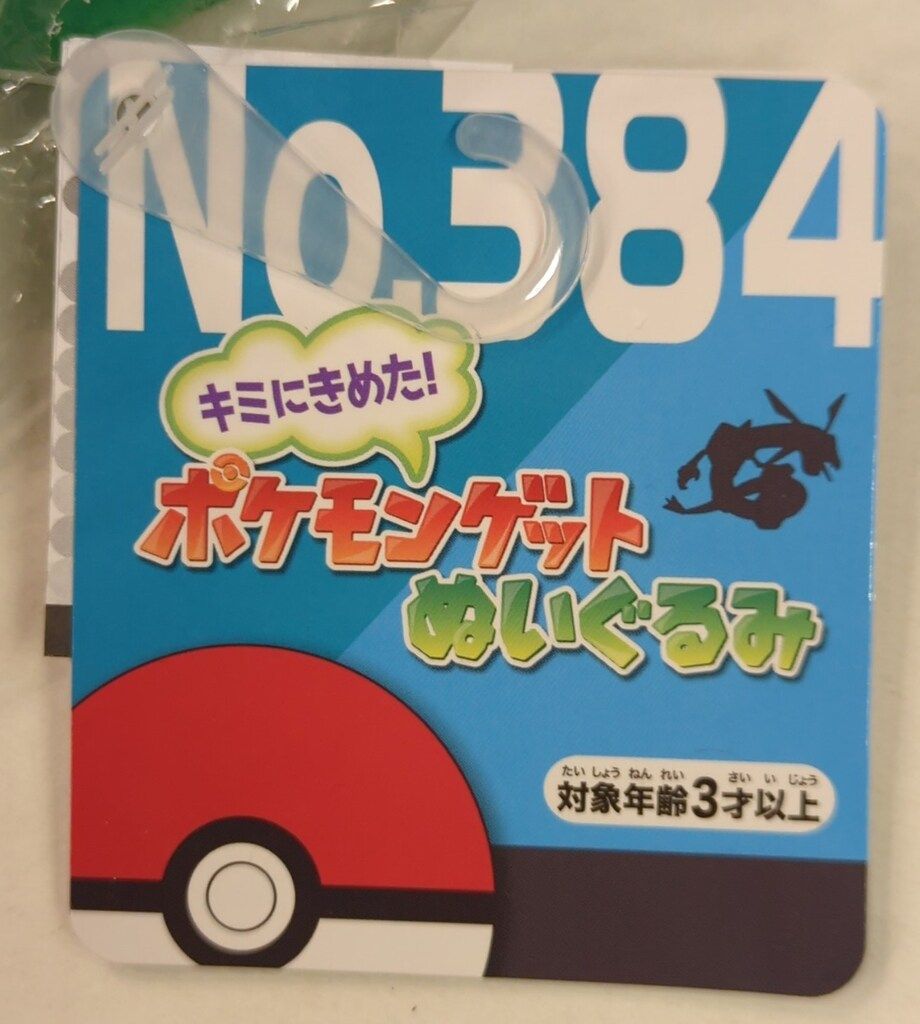 No.384
キミにきめた!
ポケモンゲット
ぬいぐるみ
たいしょうねんれい さいいじょう
対象年齢3才以上